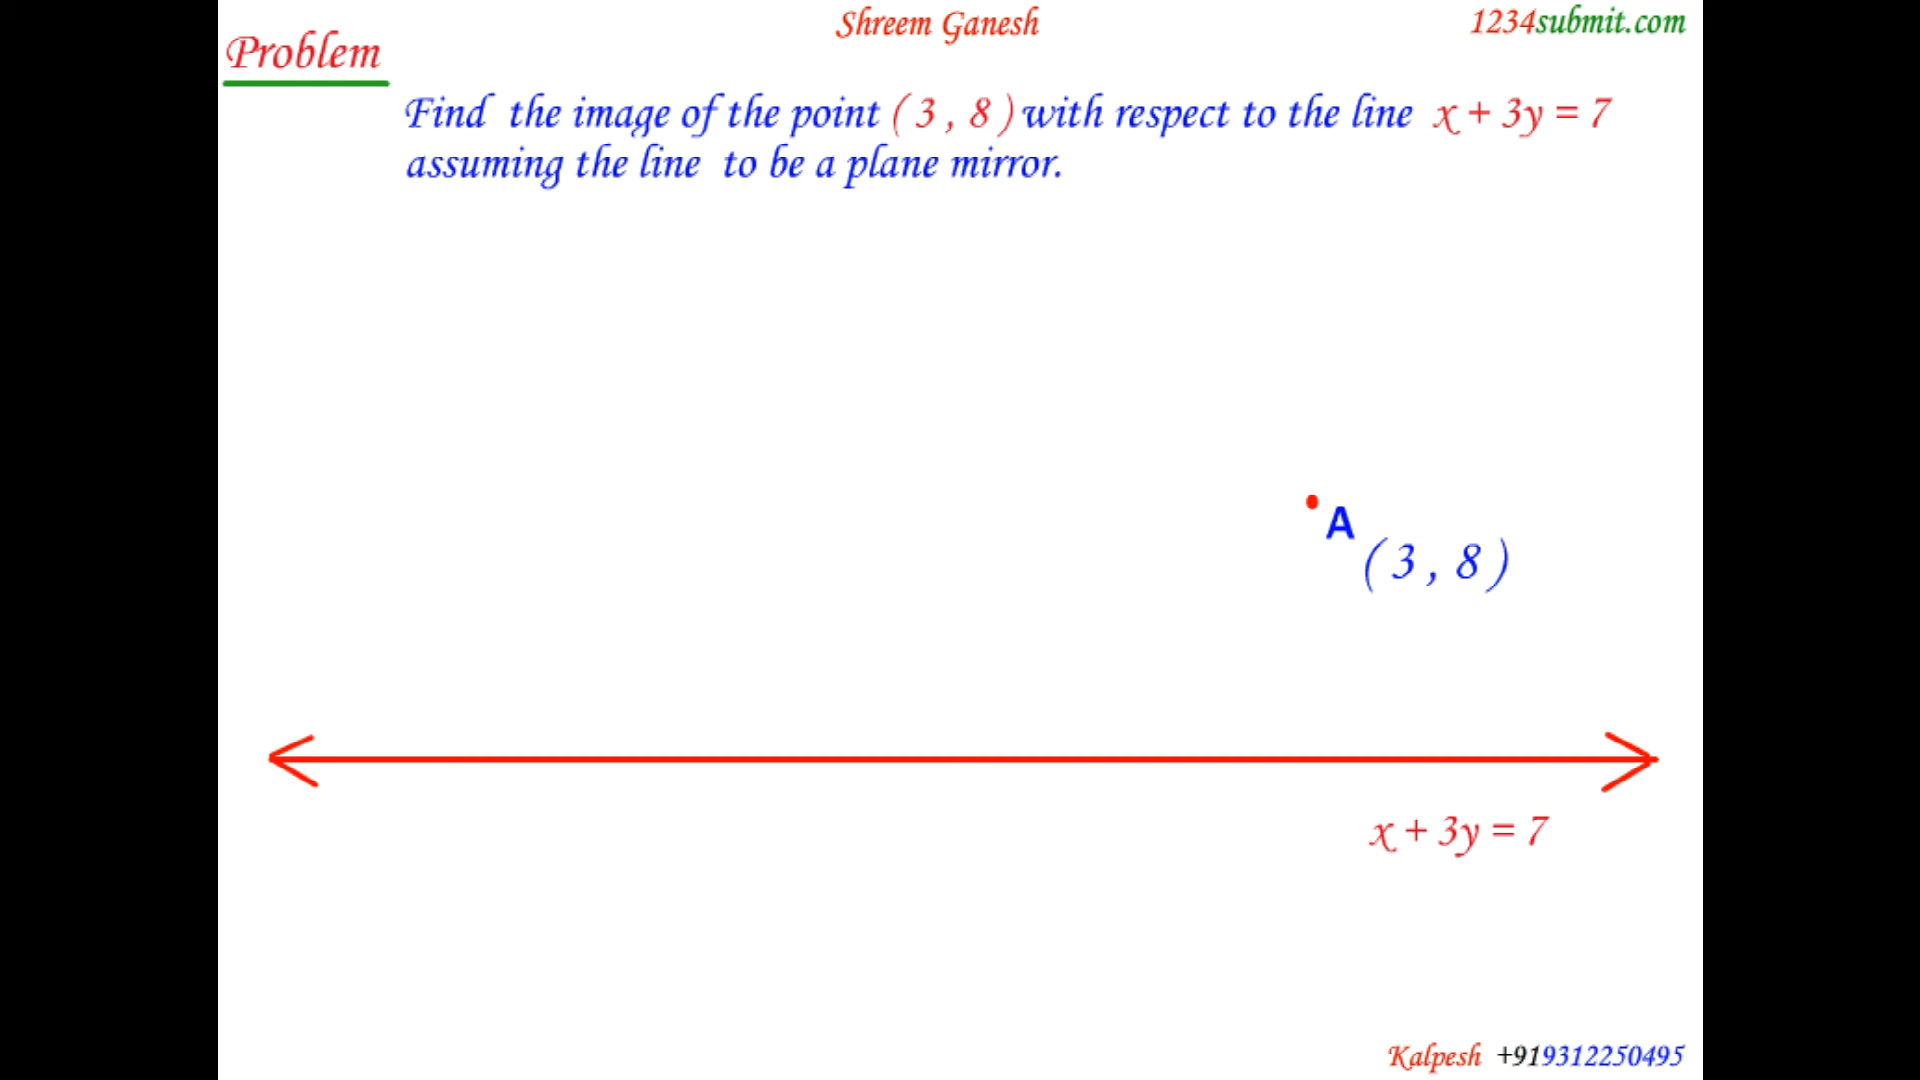 Shreem Ganesh
1234submit.com
Problem
Find the image of the point ( 3 , 8 ) with respect to the line x + 3y = 7
assuming the line to be a plane mirror.
A
( 3 , 8 )
x + 3y = 7
Kalpesh +919312250495